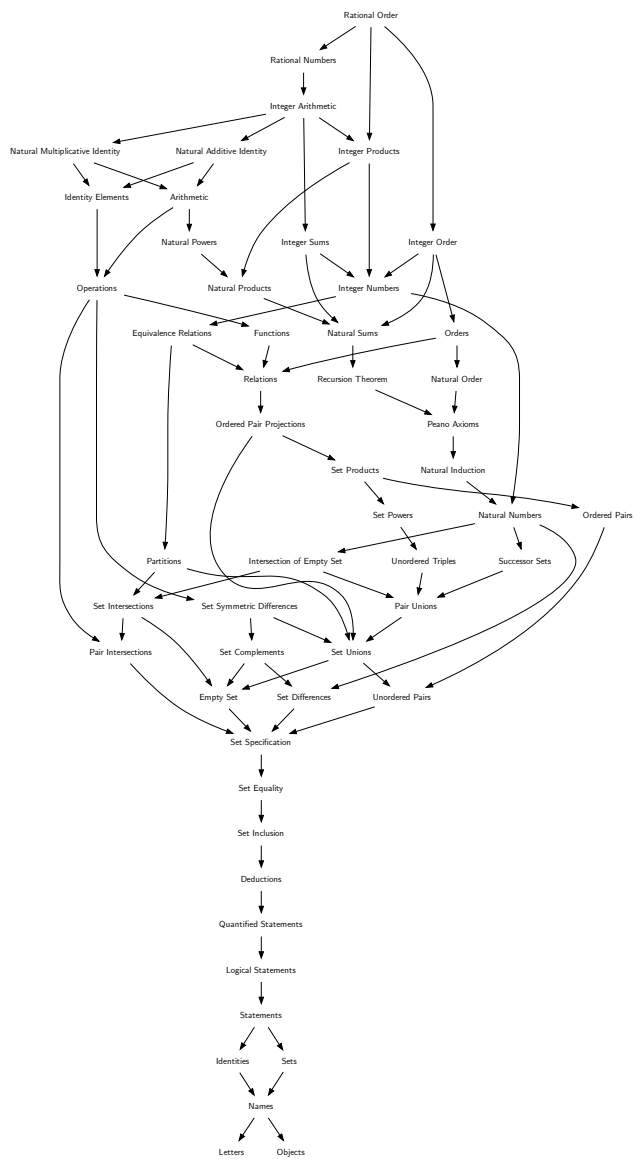 Rational Order
Rational Numbers
Integer Arithmetic
Natural Multiplicative Identity
Natural Additive Identity
Integer Products
Identity Elements
Arithmetic
Natural Powers
Integer Sums
Integer Order
Operations
Natural Products
Integer Numbers
Equivalence Relations
Functions
Natural Sums
Orders
Relations
Recursion Theorem
Natural Order
Ordered Pair Projections
Peano Axioms
Set Products
Natural Induction
Set Powers
Natural Numbers
Ordered Pairs
Partitions
Intersection of Empty Set
Unordered Triples
Successor Sets
Set Intersections
Set Symmetric Differences
Pair Unions
Pair Intersections
Set Complements
Set Unions
Empty Set
Set Differences
Unordered Pairs
Set Specification
Set Equality
Set Inclusion
Deductions
Quantified Statements
Logical Statements
Statements
Identities
Sets
Names
Letters
Objects